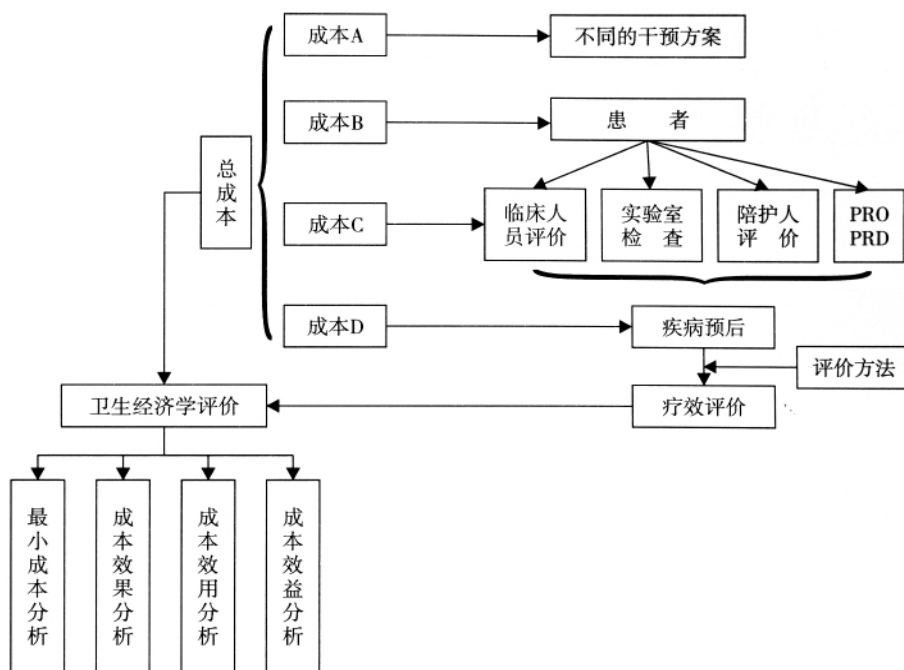 成本A
不同的干预方案
成本B
患 者
总成本
成本C
临床人
员评价
实验室
检 查
陪护人
评 价
PRO
PRD
成本D
疾病预后
评价方法
卫生经济学评价
疗效评价
最小成本分析
成本效果分析
成本效用分析
成本效益分析